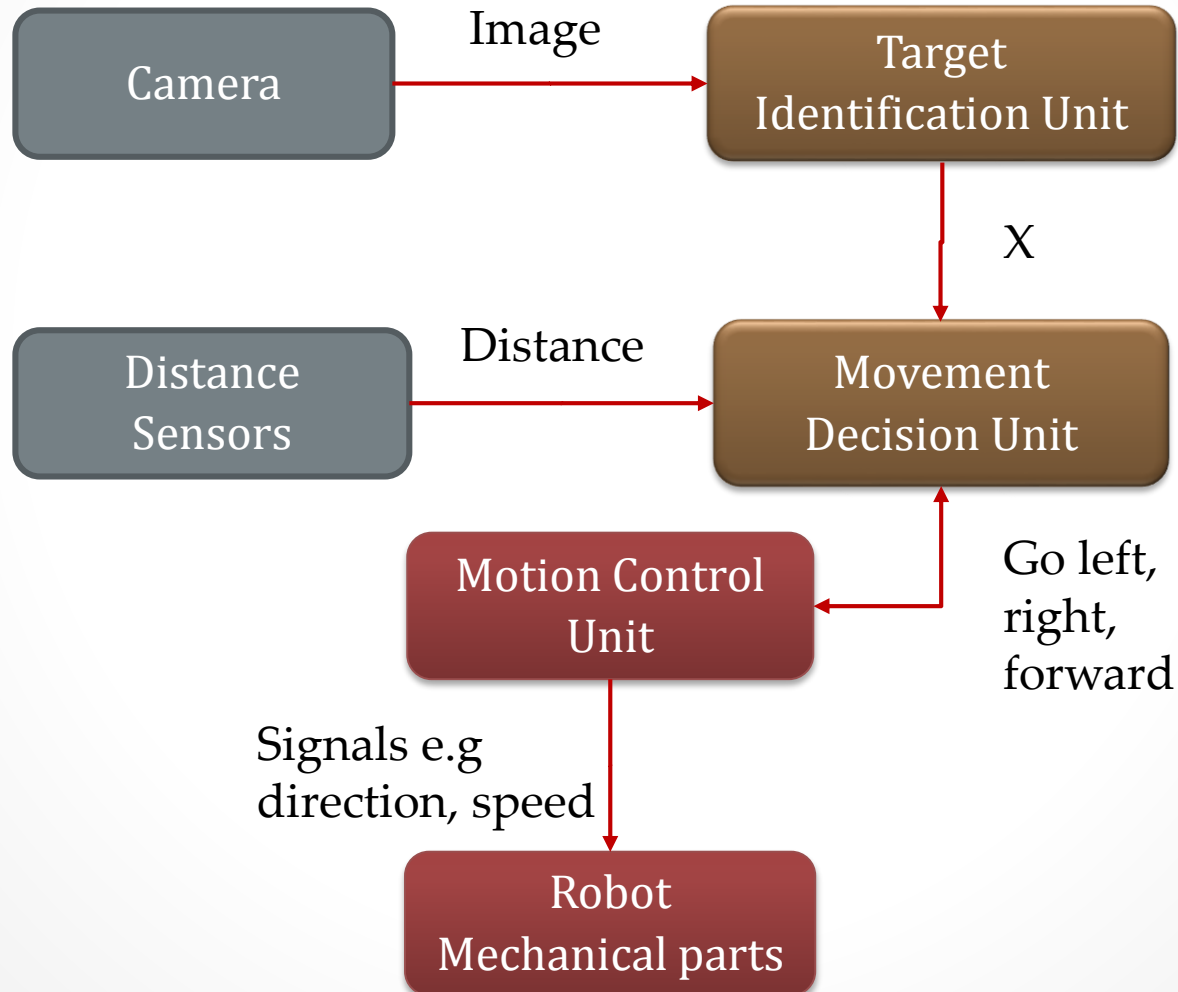 Camera
Image
Target
Identification Unit
X
Distance
Sensors
Distance
Movement
Decision Unit
Go left,
right,
forward
Motion Control
Unit
Signals e.g
direction, speed
Robot
Mechanical parts